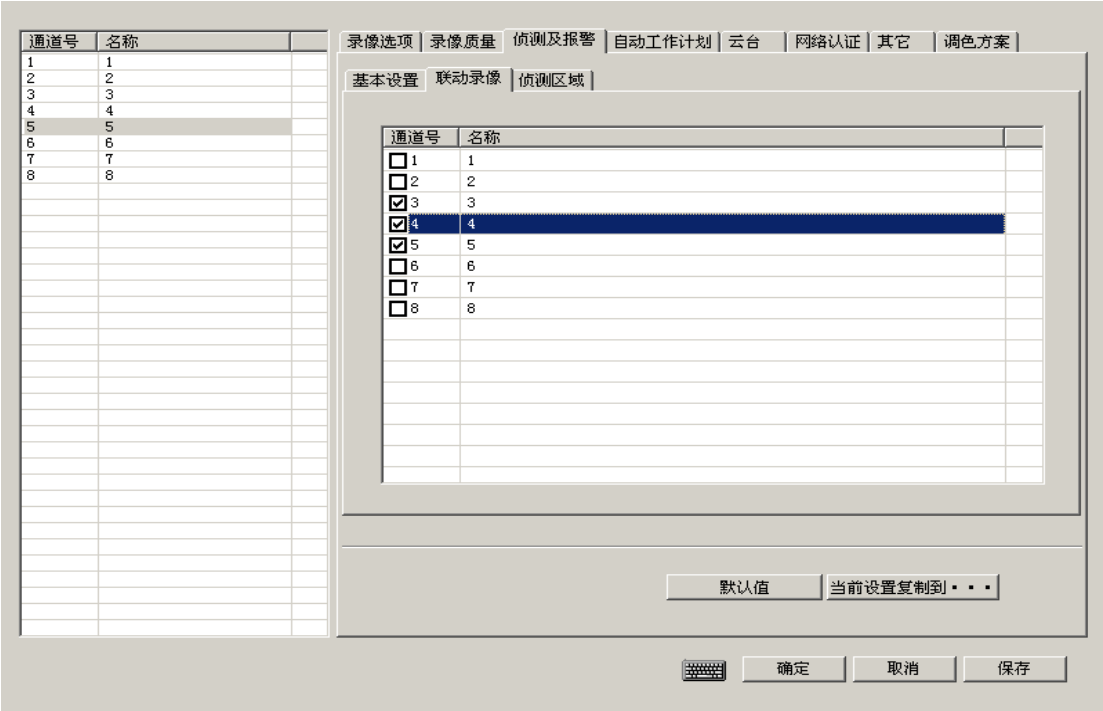 通道号 名称
1 1
2 2
3 3
4 4
5 5
6 6
7 7
8 8
录像选项 录像质量 侦测及报警 自动工作计划 云台 网络认证 其它 调色方案
基本设置 联动录像 侦测区域
通道号 名称
1 1
2 2
3 3
4 4
5 5
6 6
7 7
8 8
默认值 当前设置复制到···
确定 取消 保存